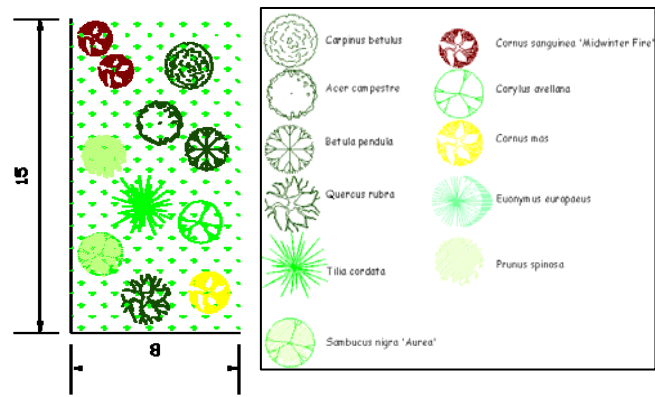 15
8
Carpinus betulus
Acer campestre
Betula pendula
Quercus rubra
Tilia cordata
Sambucus nigra 'Aurea'
Cornus sanguinea 'Midwinter Fire'
Corylus avellana
Cornus mas
Euonymus europaeus
Prunus spinosa